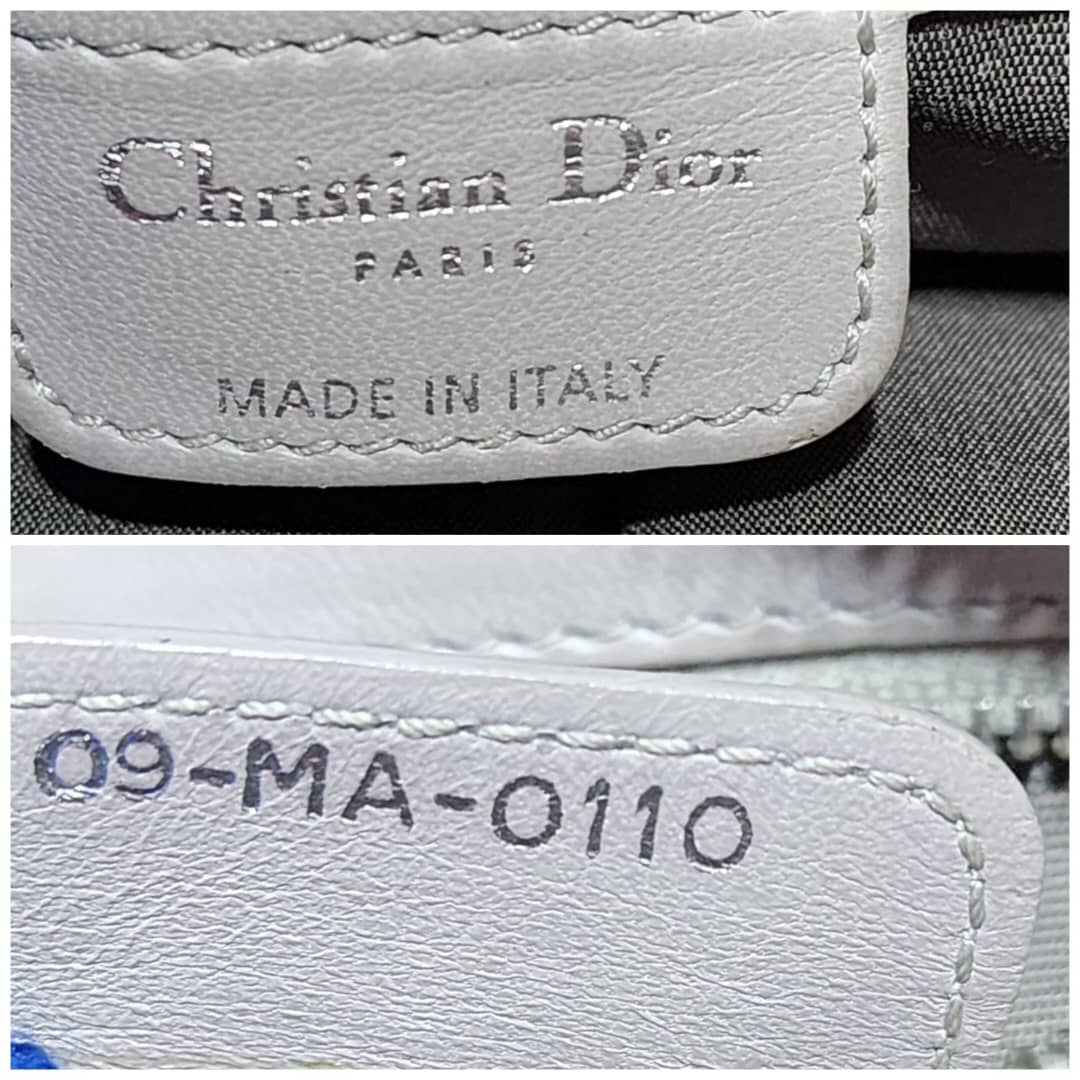 Christian Dior
PARIS
MADE IN ITALY
09-MA-0110